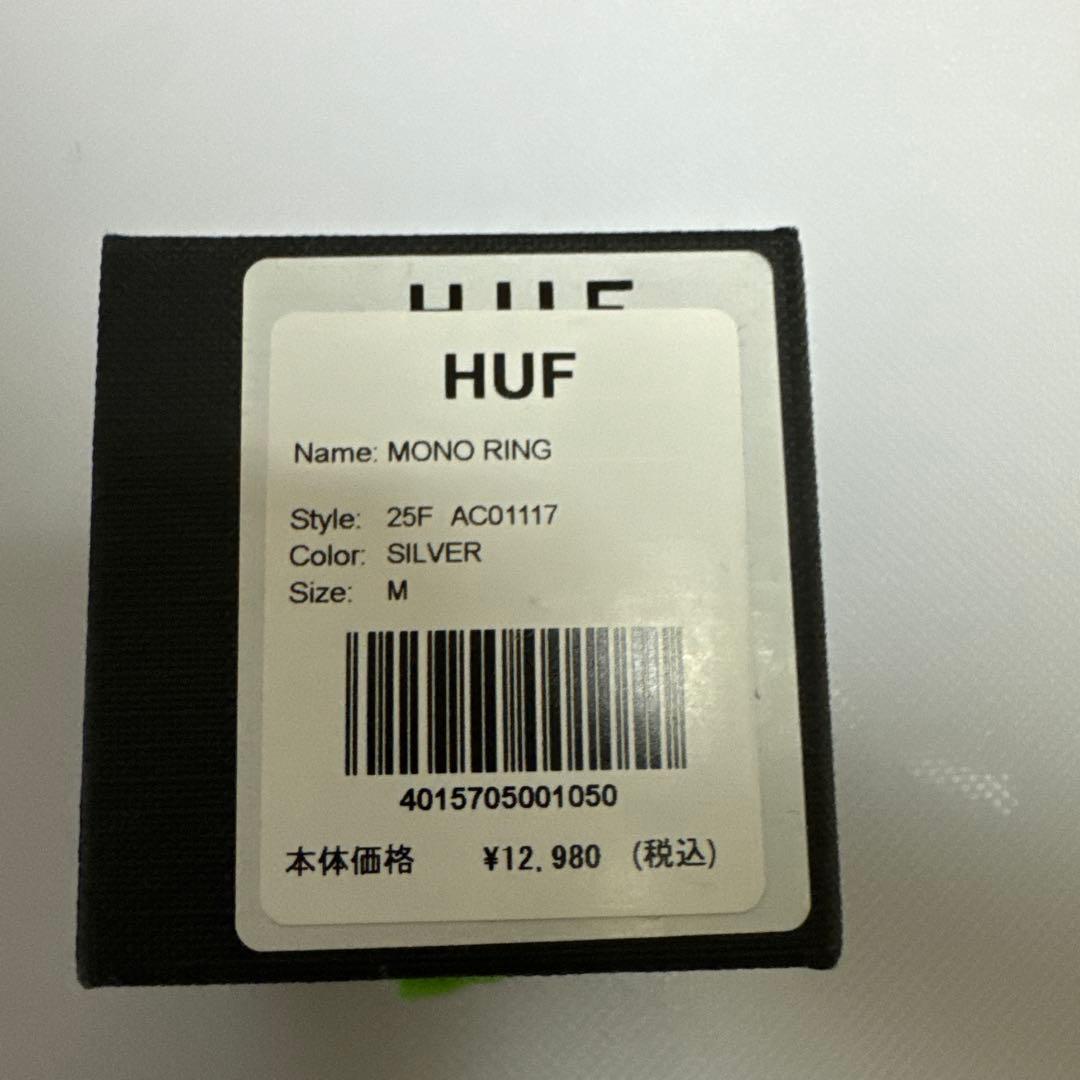 HUF
HUF
Name: MONO RING
Style: 25F AC01117
Color: SILVER
Size: M
4015705001050
本体価格 ¥12,980 (税込)